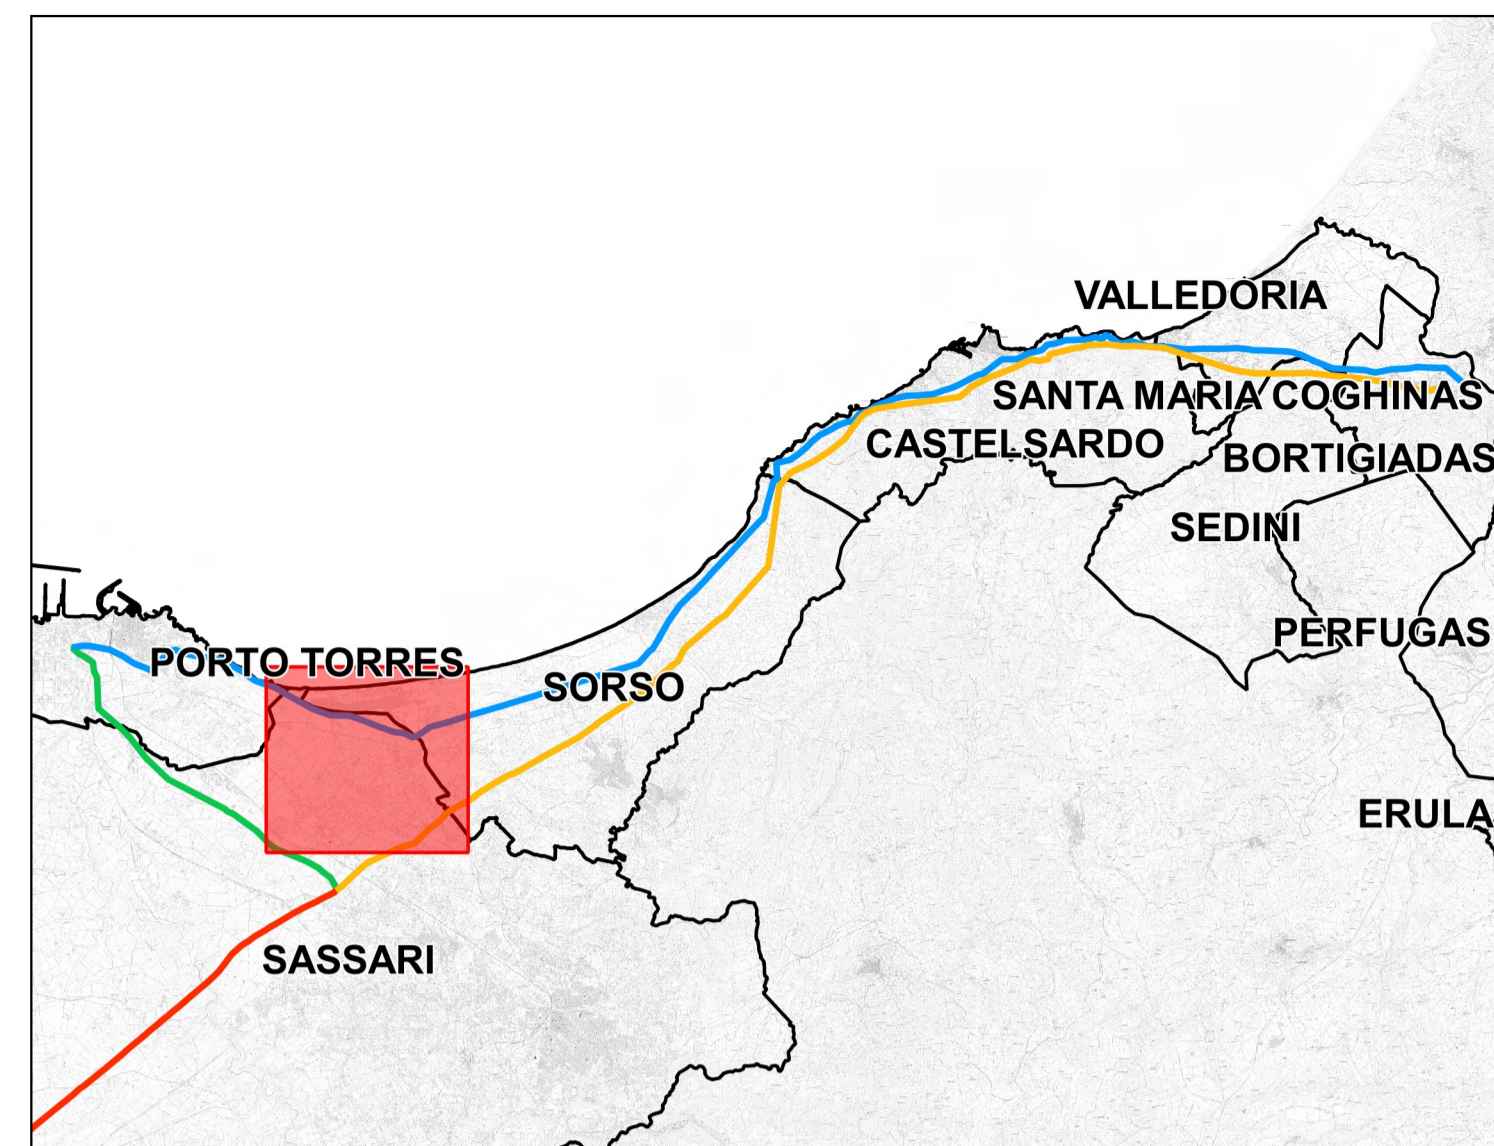 VALLEDORIA
SANTA MARIA COGHINAS
CASTELSARDO
BORTIGIADAS
SEDINI
PERFUGAS
PORTO TORRES
SORSO
ERULA
SASSARI